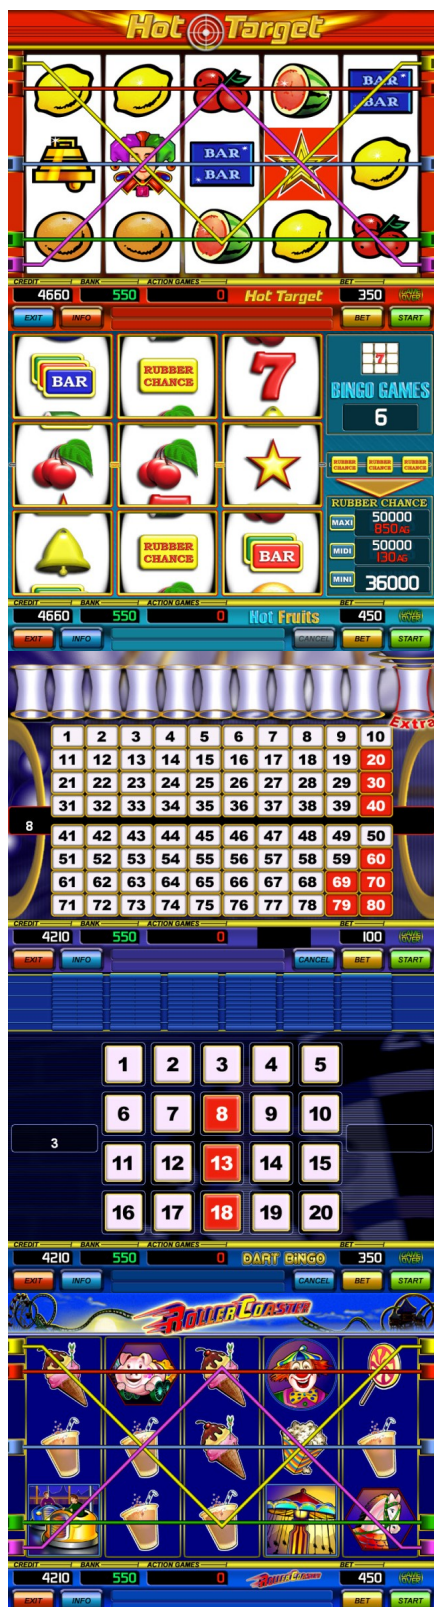 Hot Target
BAR
BAR
BAR
BAR
CREDIT BANK ACTION GAMES BET
4660 550 0 Hot Target 350
EXIT INFO BET START
BAR RUBBER CHANCE 7
7
BINGO GAMES
6
RUBBER CHANCE RUBBER CHANCE RUBBER CHANCE
RUBBER CHANCE
MAXI 50000
850 AG
MIDI 50000
130 AG
MINI 36000
RUBBER CHANCE BAR
CREDIT BANK ACTION GAMES BET
4660 550 0 Hot Fruits 450
EXIT INFO CANCEL BET START
Extra
1 2 3 4 5 6 7 8 9 10
11 12 13 14 15 16 17 18 19 20
21 22 23 24 25 26 27 28 29 30
31 32 33 34 35 36 37 38 39 40
8
41 42 43 44 45 46 47 48 49 50
51 52 53 54 55 56 57 58 59 60
61 62 63 64 65 66 67 68 69 70
71 72 73 74 75 76 77 78 79 80
CREDIT BANK ACTION GAMES BET
4210 550 0 100
EXIT INFO CANCEL BET START
1 2 3 4 5
6 7 8 9 10
3
11 12 13 14 15
16 17 18 19 20
CREDIT BANK ACTION GAMES BET
4210 550 0 DART BINGO 350
EXIT INFO CANCEL BET START
ROLLER COASTER
CREDIT BANK ACTION GAMES BET
4210 550 0 ROLLER COASTER 450
EXIT INFO BET START